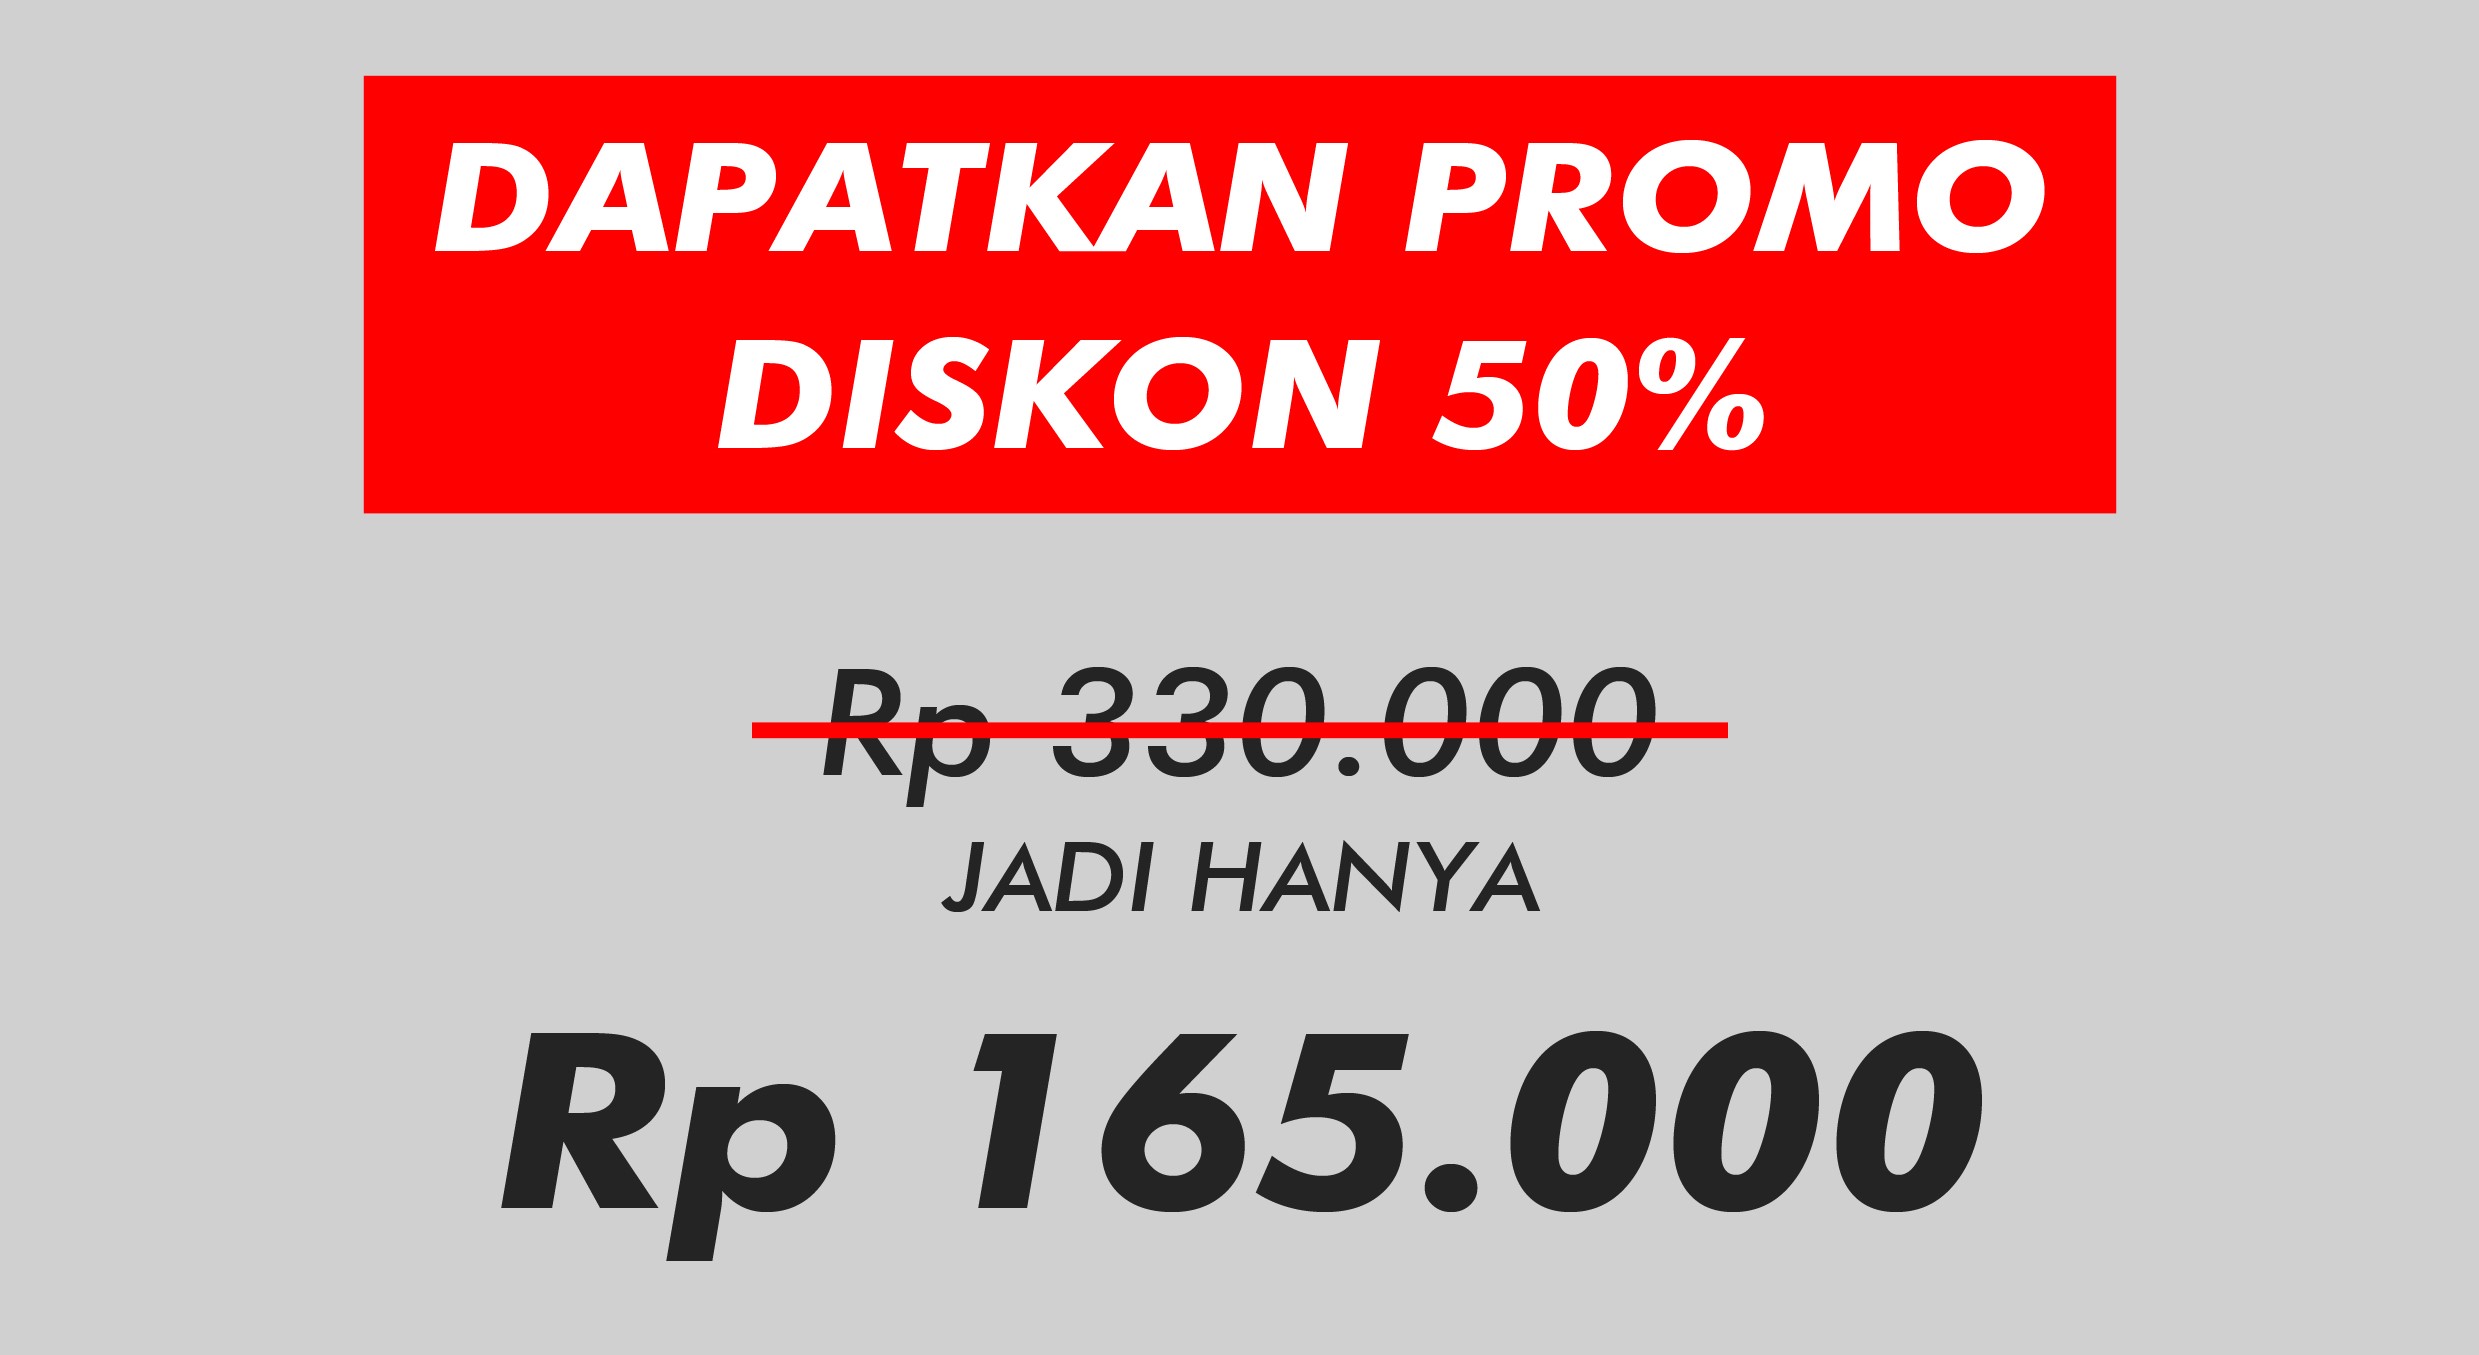 DAPATKAN PROMO
DISKON 50%
Rp 330.000
JADI HANYA
Rp 165.000